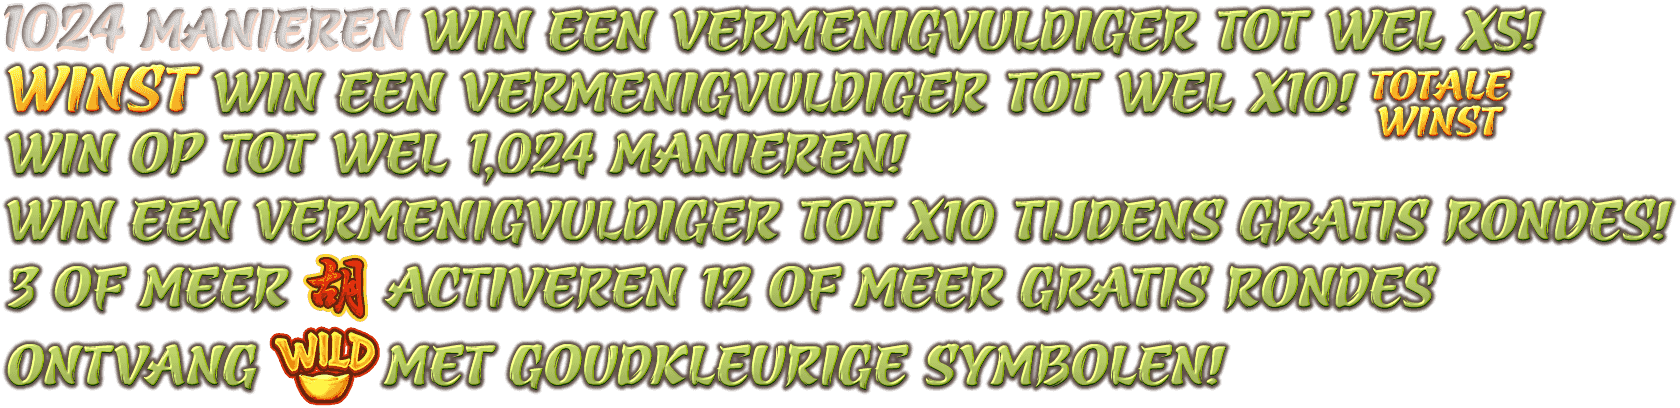 1024 MANIEREN WIN EEN VERMENIGVULDIGER TOT WEL X5!
WINST WIN EEN VERMENIGVULDIGER TOT WEL X10! TOTALE WINST
WIN OP TOT WEL 1,024 MANIEREN!
WIN EEN VERMENIGVULDIGER TOT X10 TIJDENS GRATIS RONDES!
3 OF MEER 胡 ACTIVEREN 12 OF MEER GRATIS RONDES
ONTVANG WILD MET GOUDKLEURIGE SYMBOLEN!